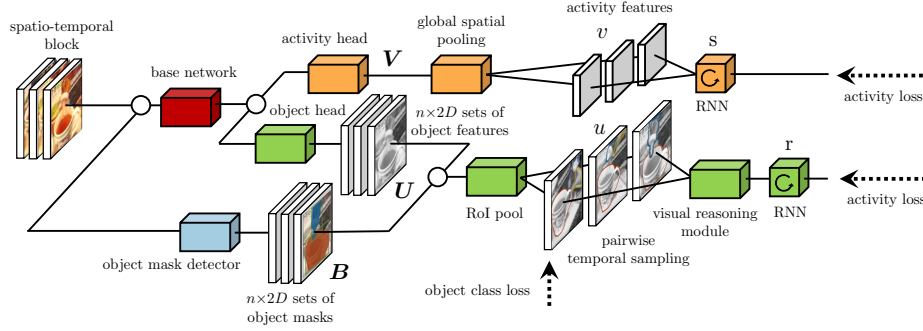 spatio-temporal
block
base network
activity head
V
global spatial
pooling
activity features
v
s
RNN
activity loss
object head
n×2D sets of
object features
U
RoI pool
u
pairwise
temporal sampling
visual reasoning
module
r
RNN
activity loss
object mask detector
B
n×2D sets of
object masks
object class loss